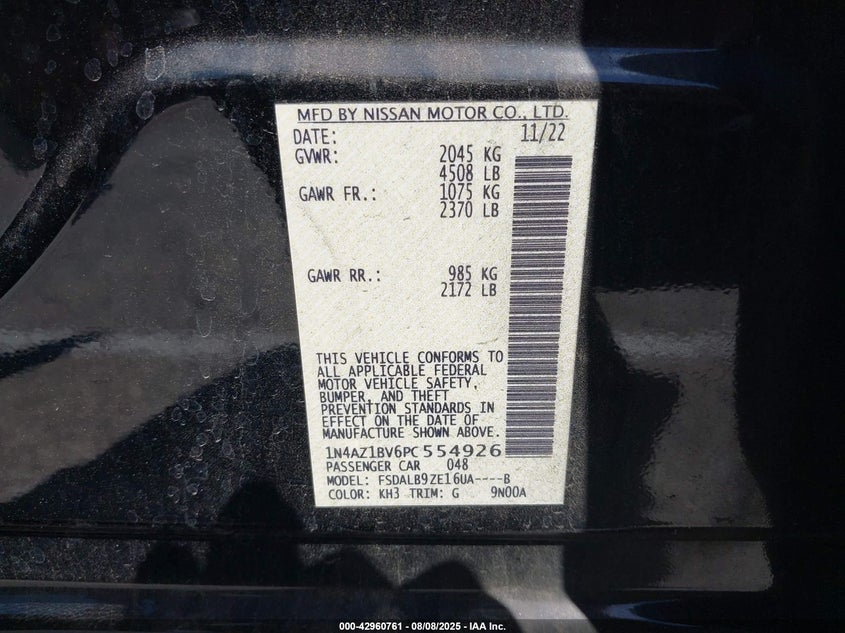 MFD BY NISSAN MOTOR CO., LTD.
DATE: 11/22
GVWR: 2045 KG
4508 LB
GAWR FR.: 1075 KG
2370 LB
GAWR RR.: 985 KG
2172 LB
THIS VEHICLE CONFORMS TO
ALL APPLICABLE FEDERAL
MOTOR VEHICLE SAFETY,
BUMPER, AND THEFT
PREVENTION STANDARDS IN
EFFECT ON THE DATE OF
MANUFACTURE SHOWN ABOVE.
1N4AZ1BV6PC554926
PASSENGER CAR 048
MODEL: FSDALB9ZE16UA----B
COLOR: KH3 TRIM: G 9N00A
000-42960761 - 08/08/2025 - IAA Inc.